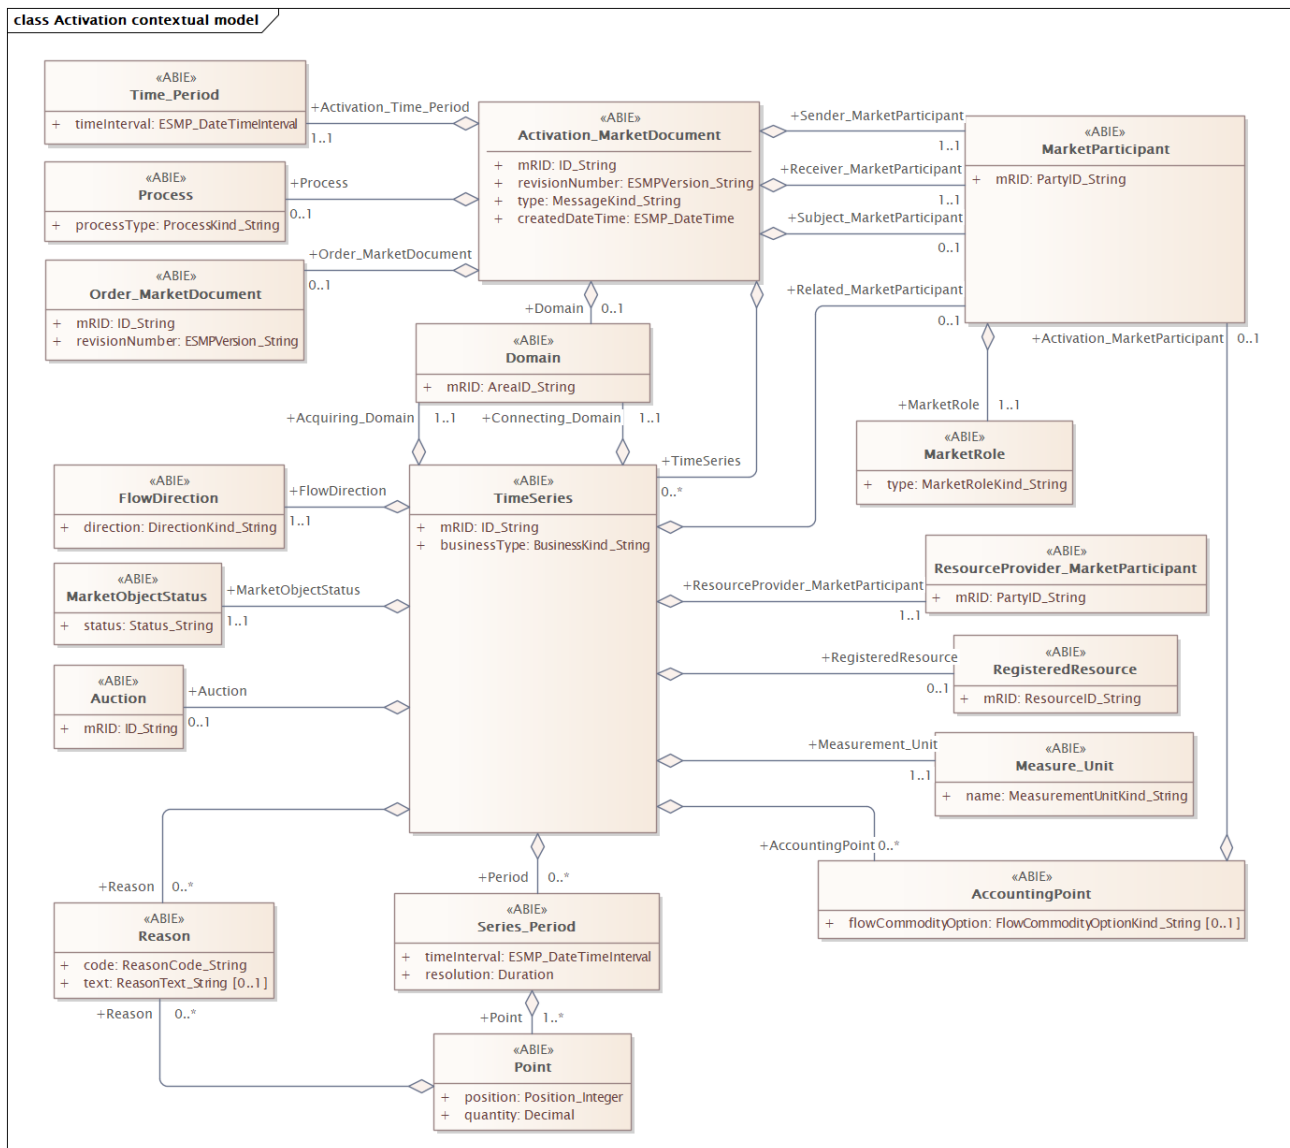 class Activation contextual model
«ABIE»
Time_Period
+ timeInterval: ESMP_DateTimeInterval
+Activation_Time_Period
1..1
«ABIE»
Activation_MarketDocument
+ mRID: ID_String
+ revisionNumber: ESMPVersion_String
+ type: MessageKind_String
+ createdDateTime: ESMP_DateTime
+Sender_MarketParticipant
1..1
+Receiver_MarketParticipant
1..1
+Subject_MarketParticipant
0..1
«ABIE»
MarketParticipant
+ mRID: PartyID_String
«ABIE»
Process
+ processType: ProcessKind_String
+Process
0..1
+Order_MarketDocument
0..1
«ABIE»
Order_MarketDocument
+ mRID: ID_String
+ revisionNumber: ESMPVersion_String
+Domain
0..1
+Related_MarketParticipant
0..1
«ABIE»
Domain
+ mRID: AreaID_String
+Activation_MarketParticipant
0..1
+Acquiring_Domain
1..1
+Connecting_Domain
1..1
+MarketRole
1..1
«ABIE»
MarketRole
+ type: MarketRoleKind_String
+TimeSeries
0..*
«ABIE»
FlowDirection
+ direction: DirectionKind_String
+FlowDirection
1..1
«ABIE»
TimeSeries
+ mRID: ID_String
+ businessType: BusinessKind_String
«ABIE»
ResourceProvider_MarketParticipant
+ mRID: PartyID_String
+ResourceProvider_MarketParticipant
1..1
«ABIE»
MarketObjectStatus
+ status: Status_String
+MarketObjectStatus
1..1
«ABIE»
RegisteredResource
+ mRID: ResourceID_String
+RegisteredResource
0..1
«ABIE»
Auction
+ mRID: ID_String
+Auction
0..1
+Measurement_Unit
1..1
«ABIE»
Measure_Unit
+ name: MeasurementUnitKind_String
+AccountingPoint
0..*
«ABIE»
AccountingPoint
+ flowCommodityOption: FlowCommodityOptionKind_String [0..1]
+Reason
0..*
«ABIE»
Reason
+ code: ReasonCode_String
+ text: ReasonText_String [0..1]
+Period
0..*
«ABIE»
Series_Period
+ timeInterval: ESMP_DateTimeInterval
+ resolution: Duration
+Reason
0..*
+Point
1..*
«ABIE»
Point
+ position: Position_Integer
+ quantity: Decimal